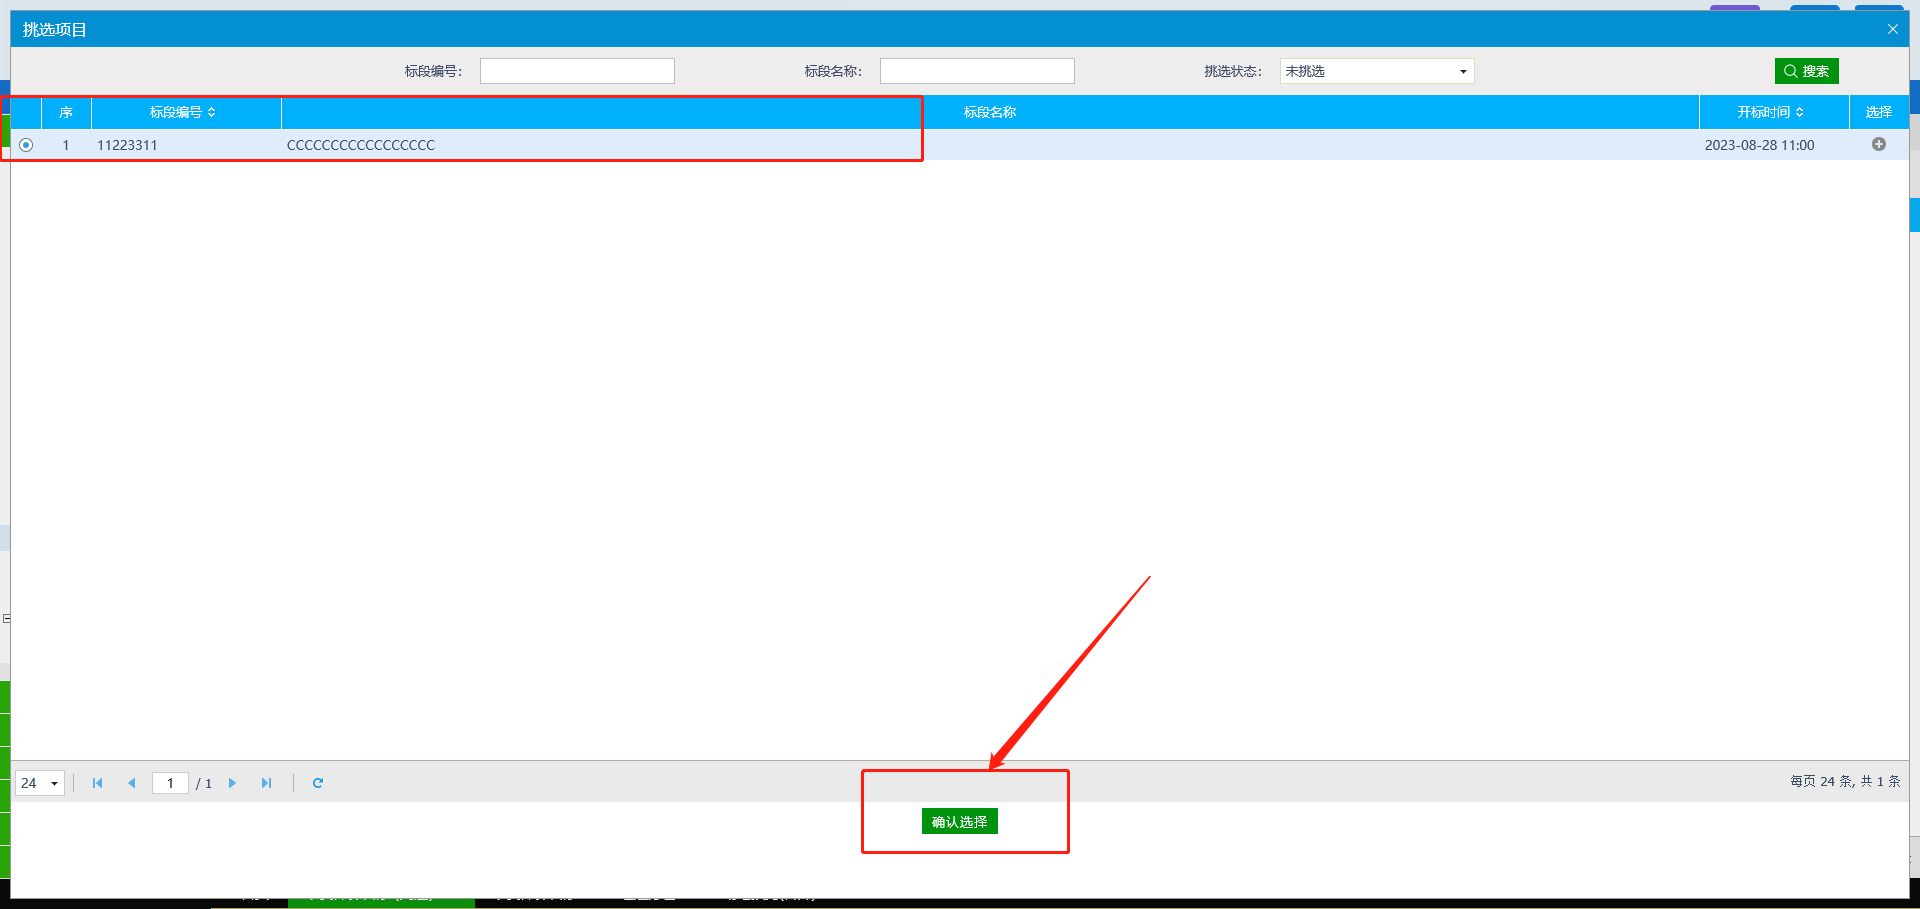 挑选项目
标段编号： 标段名称： 挑选状态： 未挑选 搜索
序 标段编号 标段名称 开标时间 选择
1 11223311 CCCCCCCCCCCCCCCCC 2023-08-28 11:00
24 1 / 1 每页 24 条, 共 1 条
确认选择